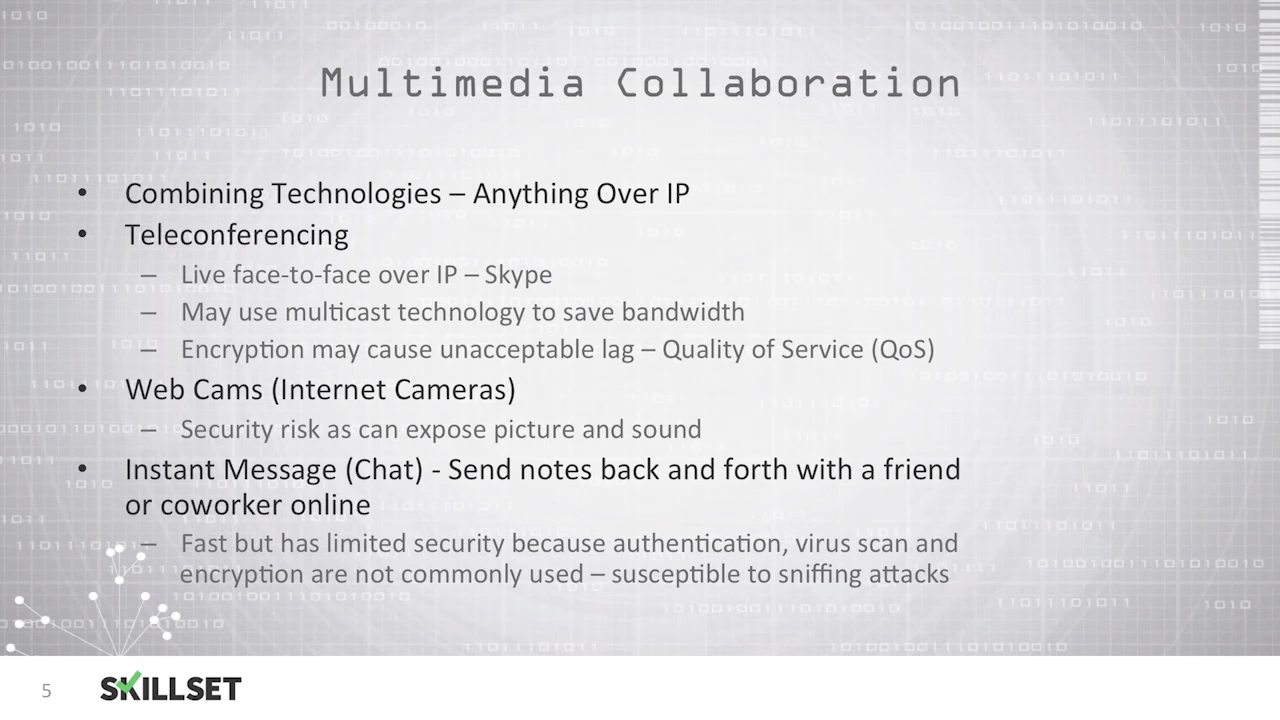 Multimedia Collaboration
• Combining Technologies – Anything Over IP
• Teleconferencing
– Live face-to-face over IP – Skype
– May use multicast technology to save bandwidth
– Encryption may cause unacceptable lag – Quality of Service (QoS)
• Web Cams (Internet Cameras)
– Security risk as can expose picture and sound
• Instant Message (Chat) - Send notes back and forth with a friend
or coworker online
– Fast but has limited security because authentication, virus scan and
encryption are not commonly used – susceptible to sniffing attacks
5
SKILLSET